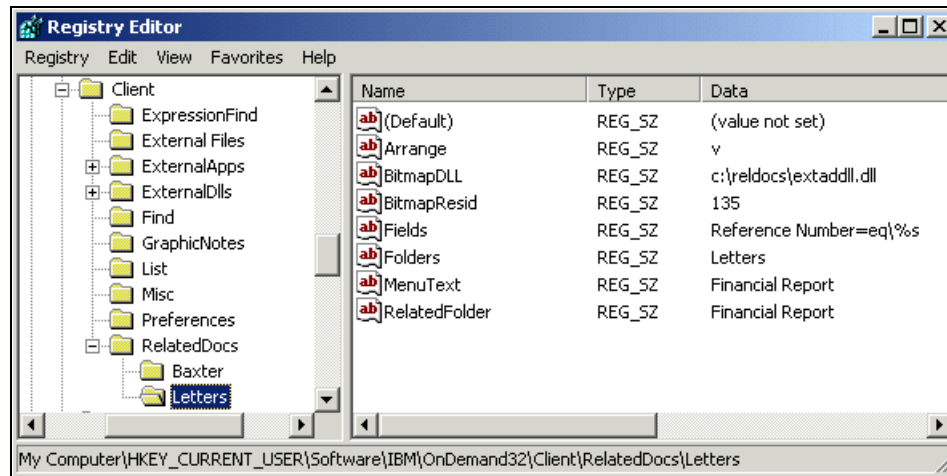 Registry Editor
Registry Edit View Favorites Help
Client
ExpressionFind
External Files
ExternalApps
ExternalDlls
Find
GraphicNotes
List
Misc
Preferences
RelatedDocs
Baxter
Letters
Name Type Data
(Default) REG_SZ (value not set)
Arrange REG_SZ v
BitmapDLL REG_SZ c:\reldocs\extaddll.dll
BitmapResid REG_SZ 135
Fields REG_SZ Reference Number=eq\%s
Folders REG_SZ Letters
MenuText REG_SZ Financial Report
RelatedFolder REG_SZ Financial Report
My Computer\HKEY_CURRENT_USER\Software\IBM\OnDemand32\Client\RelatedDocs\Letters